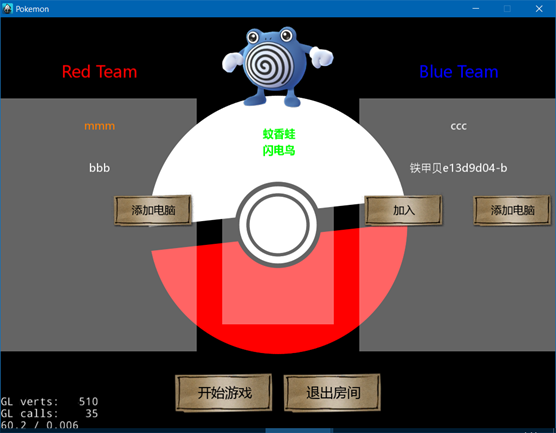 Pokemon
Red Team
Blue Team
mmm
蚊香蛙
闪电鸟
ccc
bbb
铁甲贝e13d9d04-b
添加电脑
加入
添加电脑
开始游戏
退出房间
GL verts: 510
GL calls: 35
60.2 / 0.006